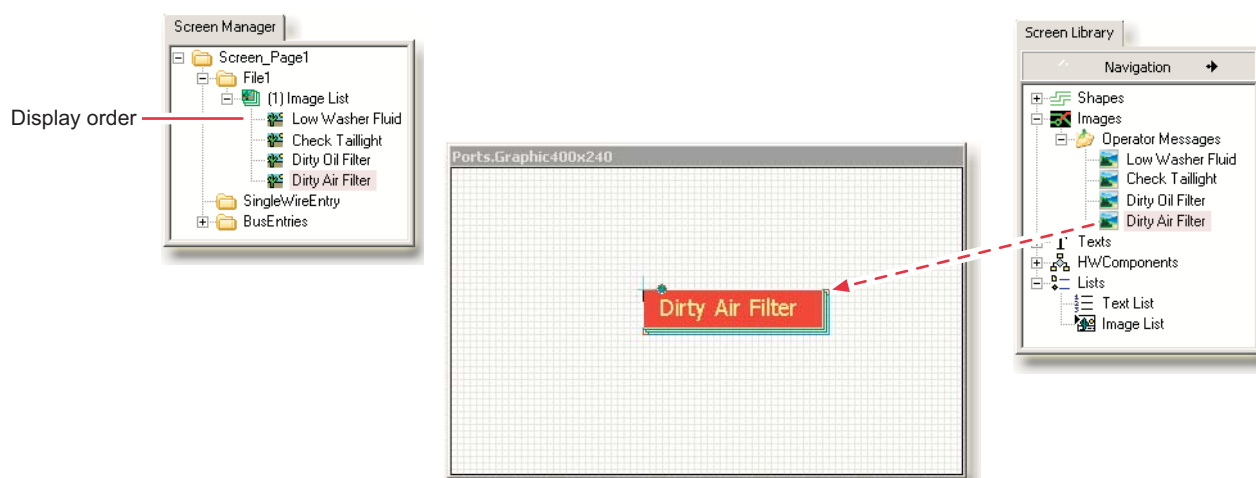 Screen Manager
Screen_Page1
File1
(1) Image List
Low Washer Fluid
Check Taillight
Dirty Oil Filter
Dirty Air Filter
SingleWireEntry
BusEntries
Display order
Ports.Graphic400x240
Dirty Air Filter
Screen Library
Navigation
Shapes
Images
Operator Messages
Low Washer Fluid
Check Taillight
Dirty Oil Filter
Dirty Air Filter
Texts
HWComponents
Lists
Text List
Image List